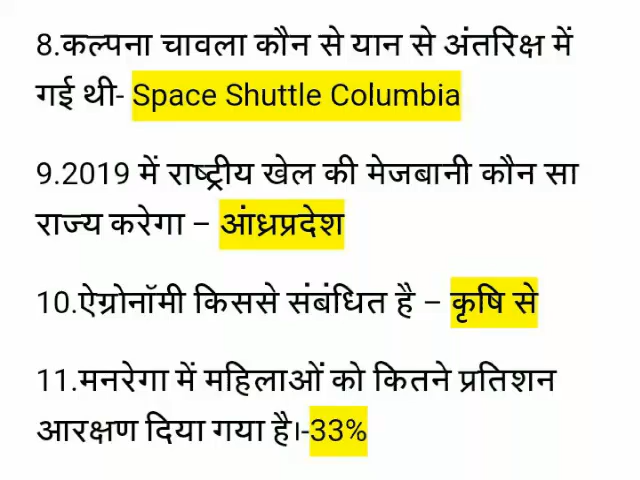 8.कल्पना चावला कौन से यान से अंतरिक्ष में
गई थी- Space Shuttle Columbia
9.2019 में राष्ट्रीय खेल की मेजबानी कौन सा
राज्य करेगा – आंध्रप्रदेश
10.ऐग्रोनॉमी किससे संबंधित है – कृषि से
11.मनरेगा में महिलाओं को कितने प्रतिशन
आरक्षण दिया गया है।-33%